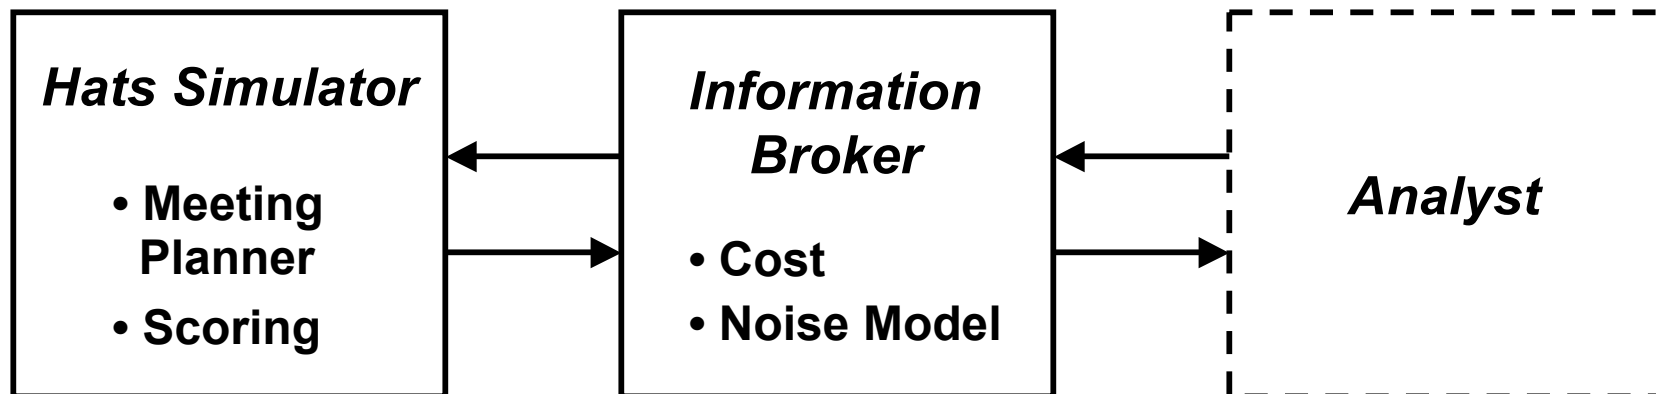 Hats Simulator
• Meeting
Planner
• Scoring
Information
Broker
• Cost
• Noise Model
Analyst